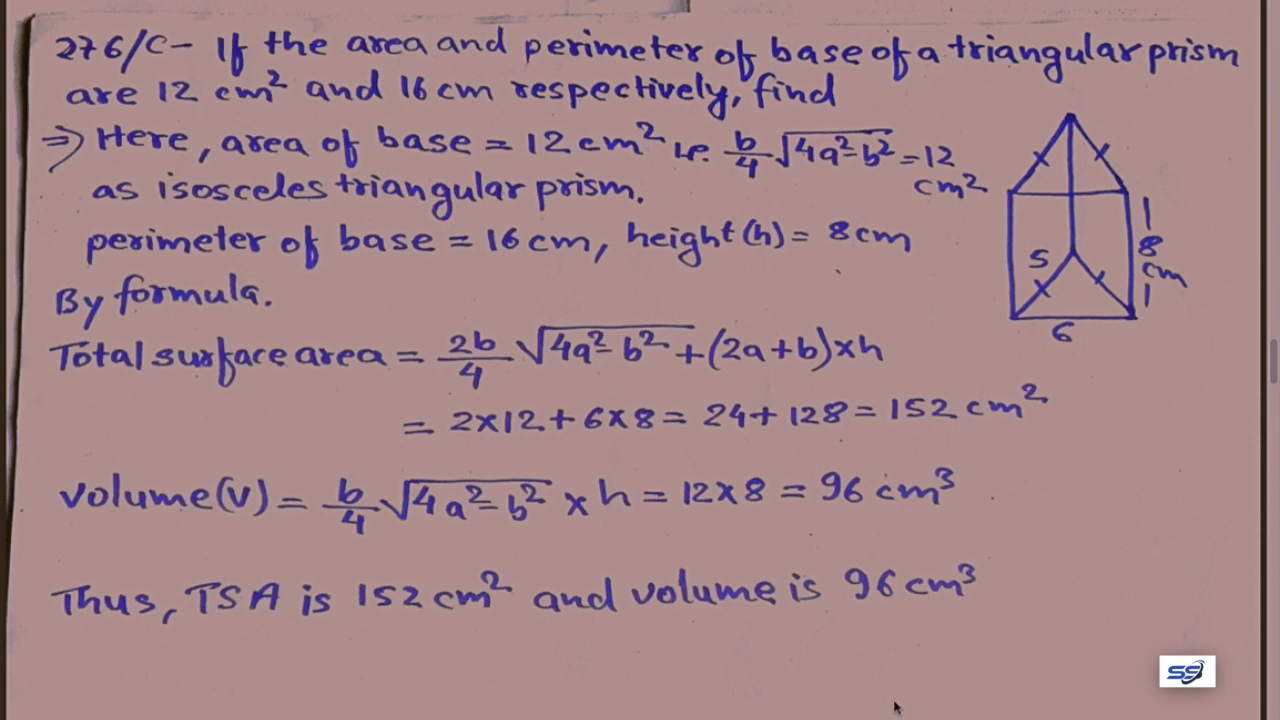 276/C- If the area and perimeter of base of a triangular prism
are 12 cm² and 16 cm respectively, find
⇒ Here, area of base = 12 cm² i.e. b/4 √4a²-b² = 12
cm²
as isosceles triangular prism.
perimeter of base = 16 cm, height (h) = 8 cm
By formula.
Total surface area = 2b/4 √4a²-b² + (2a+b)×h
= 2×12 + 6×8 = 24 + 128 = 152 cm²
volume (v) = b/4 √4a²-b² × h = 12×8 = 96 cm³
Thus, TSA is 152 cm² and volume is 96 cm³
5
8
cm
6
SS